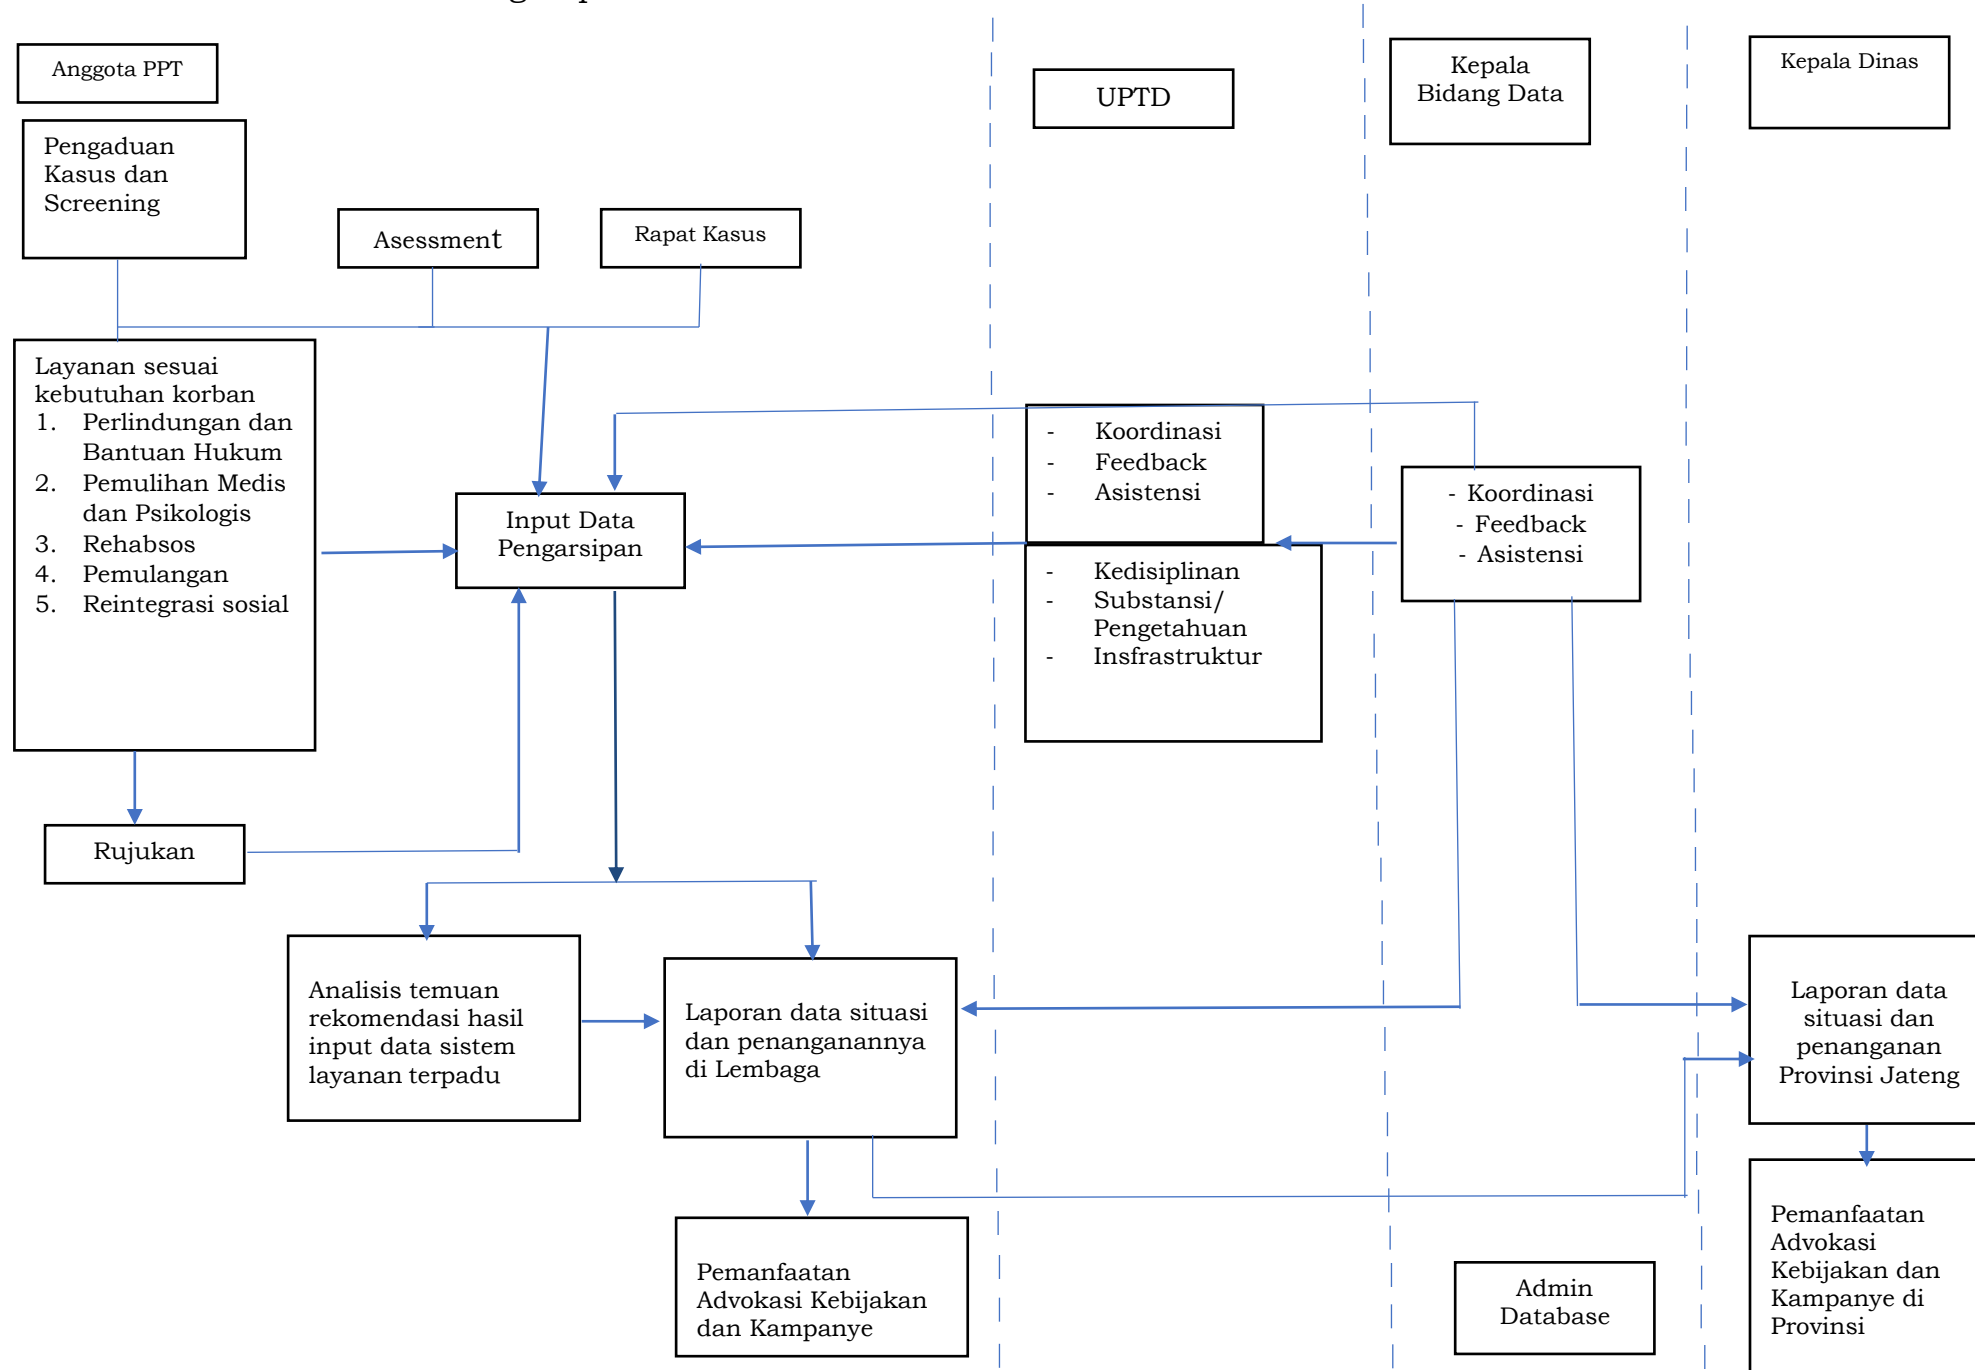 Anggota PPT
UPTD
Kepala
Bidang Data
Kepala Dinas
Pengaduan
Kasus dan
Screening
Asessment
Rapat Kasus
Layanan sesuai
kebutuhan korban
1. Perlindungan dan
Bantuan Hukum
2. Pemulihan Medis
dan Psikologis
3. Rehabsos
4. Pemulangan
5. Reintegrasi sosial
Input Data
Pengarsipan
- Koordinasi
- Feedback
- Asistensi
- Kedisiplinan
- Substansi/
Pengetahuan
- Insfrastruktur
- Koordinasi
- Feedback
- Asistensi
Rujukan
Analisis temuan
rekomendasi hasil
input data sistem
layanan terpadu
Laporan data situasi
dan penanganannya
di Lembaga
Laporan data
situasi dan
penanganan
Provinsi Jateng
Pemanfaatan
Advokasi Kebijakan
dan Kampanye
Admin
Database
Pemanfaatan
Advokasi
Kebijakan dan
Kampanye di
Provinsi